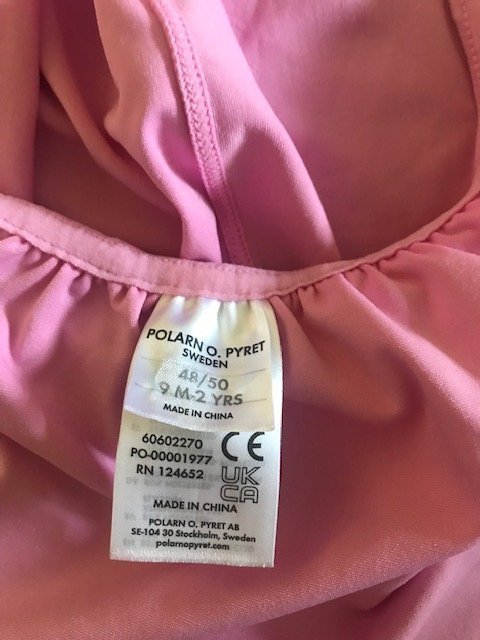 POLARN O. PYRET
SWEDEN
48/50
9 M-2 YRS
MADE IN CHINA
60602270
PO-00001977
RN 124652
CE
UK
CA
MADE IN CHINA
POLARN O. PYRET AB
SE-104 30 Stockholm, Sweden
polarnopyret.com